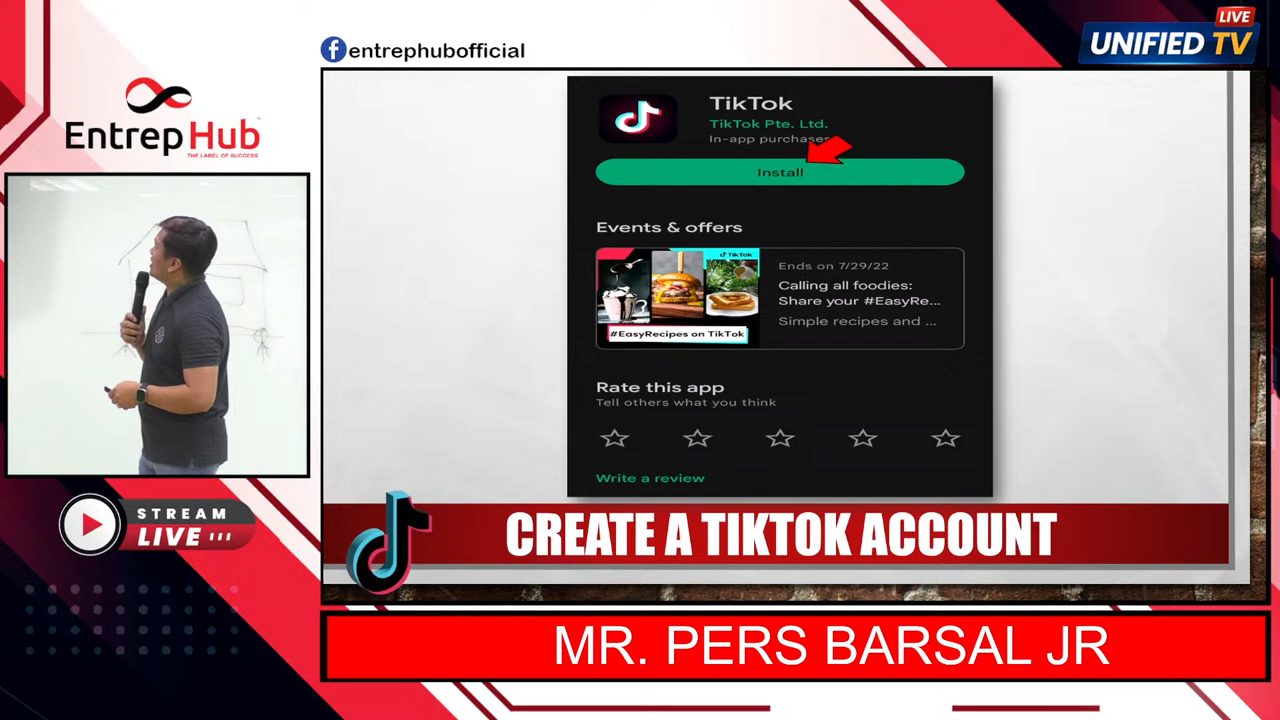 LIVE
UNIFIED TV
entrephubofficial
Entrep Hub
THE LABEL OF SUCCESS
TikTok
TikTok Pte. Ltd.
In-app purchases
Install
Events & offers
TikTok
#EasyRecipes on TikTok
Ends on 7/29/22
Calling all foodies:
Share your #EasyRe...
Simple recipes and ...
Rate this app
Tell others what you think
Write a review
STREAM
LIVE
CREATE A TIKTOK ACCOUNT
MR. PERS BARSAL JR